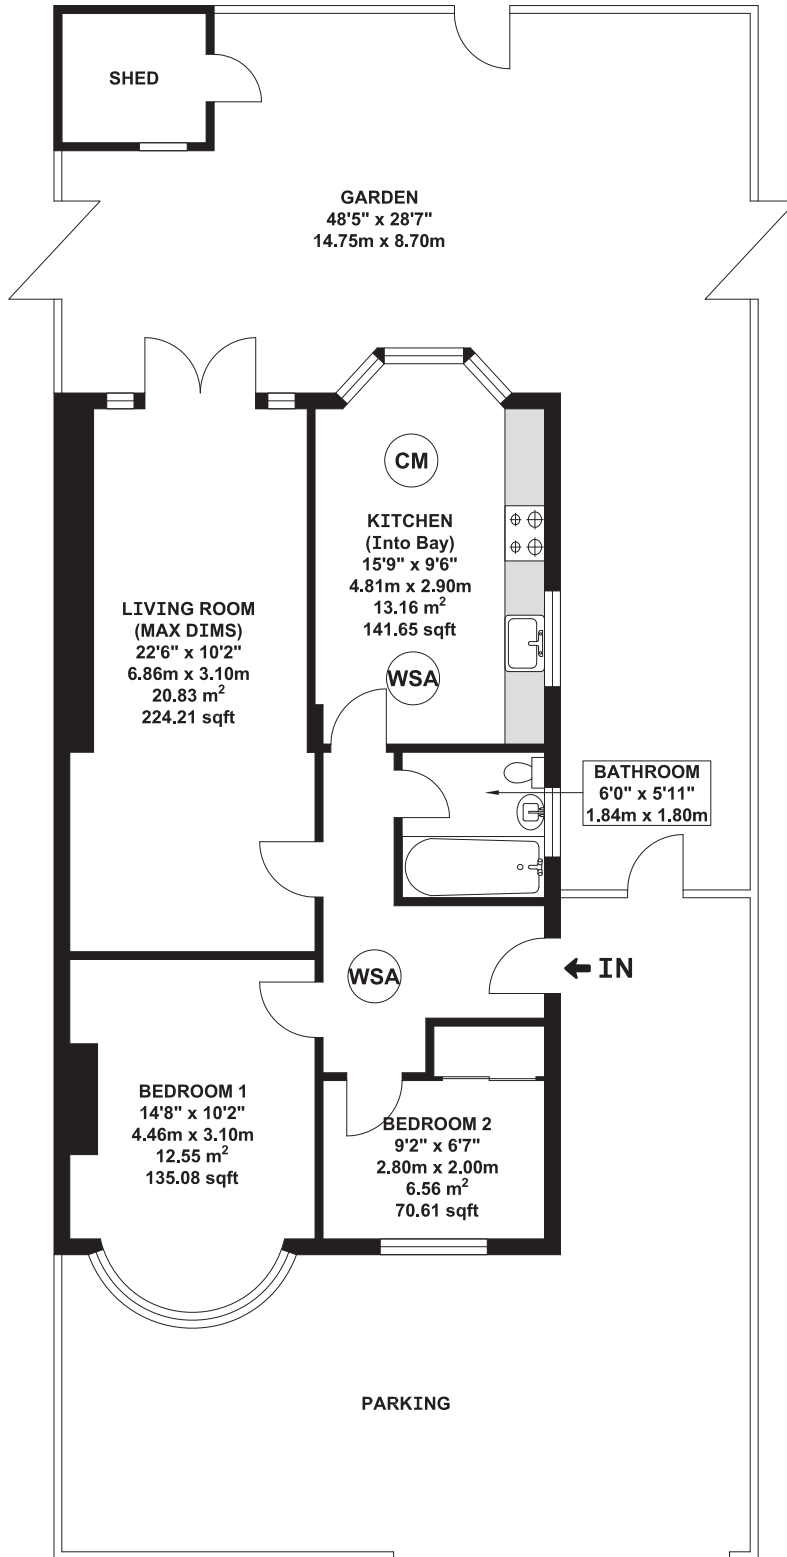 SHED
GARDEN
48'5" x 28'7"
14.75m x 8.70m
CM
KITCHEN
(Into Bay)
15'9" x 9'6"
4.81m x 2.90m
13.16 m²
141.65 sqft
LIVING ROOM
(MAX DIMS)
22'6" x 10'2"
6.86m x 3.10m
20.83 m²
224.21 sqft
WSA
BATHROOM
6'0" x 5'11"
1.84m x 1.80m
WSA
IN
BEDROOM 1
14'8" x 10'2"
4.46m x 3.10m
12.55 m²
135.08 sqft
BEDROOM 2
9'2" x 6'7"
2.80m x 2.00m
6.56 m²
70.61 sqft
PARKING